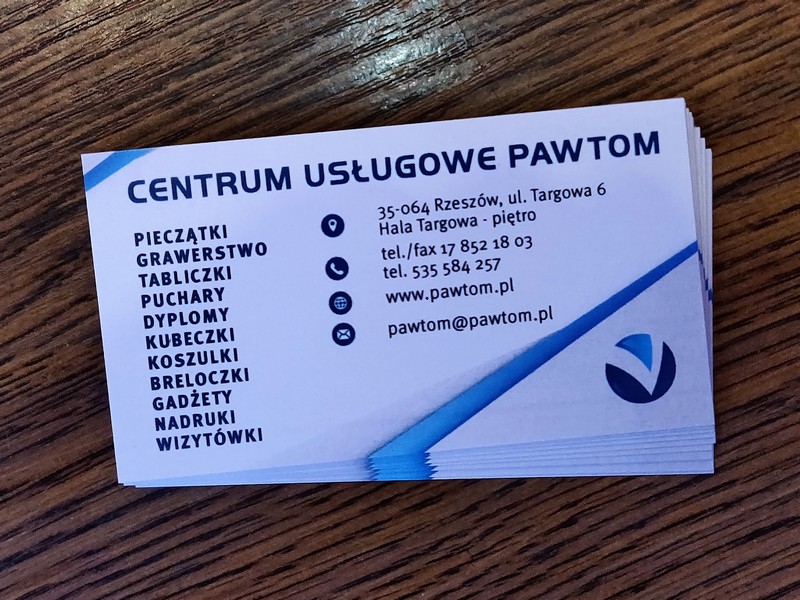 CENTRUM USŁUGOWE PAWTOM
PIECZĄTKI
GRAWERSTWO
TABLICZKI
PUCHARY
DYPLOMY
KUBECZKI
KOSZULKI
BRELOCZKI
GADŻETY
NADRUKI
WIZYTÓWKI
35-064 Rzeszów, ul. Targowa 6
Hala Targowa - piętro
tel./fax 17 852 18 03
tel. 535 584 257
www.pawtom.pl
pawtom@pawtom.pl